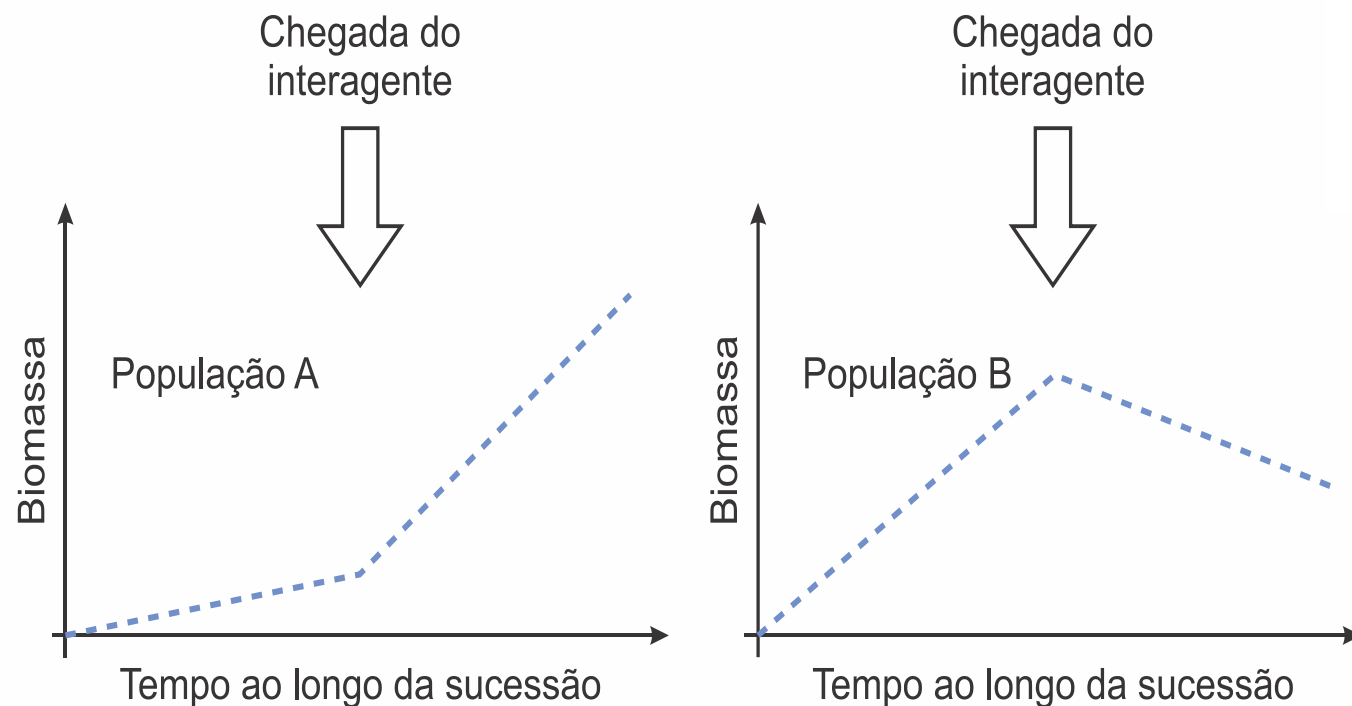 Chegada do
interagente
Biomassa
População A
Tempo ao longo da sucessão
Chegada do
interagente
Biomassa
População B
Tempo ao longo da sucessão